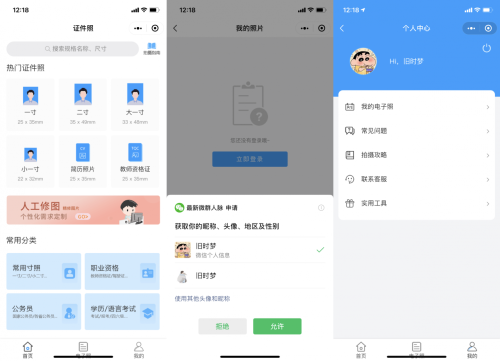 12:18
证件照
搜索规格名称、尺寸
热门证件照
一寸
25 x 35mm
二寸
35 x 49mm
大一寸
33 x 48mm
小一寸
22 x 32mm
简历照片
25 x 35mm
教师资格证
人工修图
个性化需求定制
常用分类
常用寸照
职业资格
公务员
学历/语言考试
首页
电子照
我的
12:18
我的照片
您还没有登录哦~
立即登录
最新微群人脉 申请
获取你的昵称、头像、地区及性别
旧时梦
微信个人信息
旧时梦
使用其他头像和昵称
拒绝
允许
12:18
个人中心
Hi，旧时梦
我的电子照
常见问题
拍摄攻略
联系客服
实用工具
首页
电子照
我的